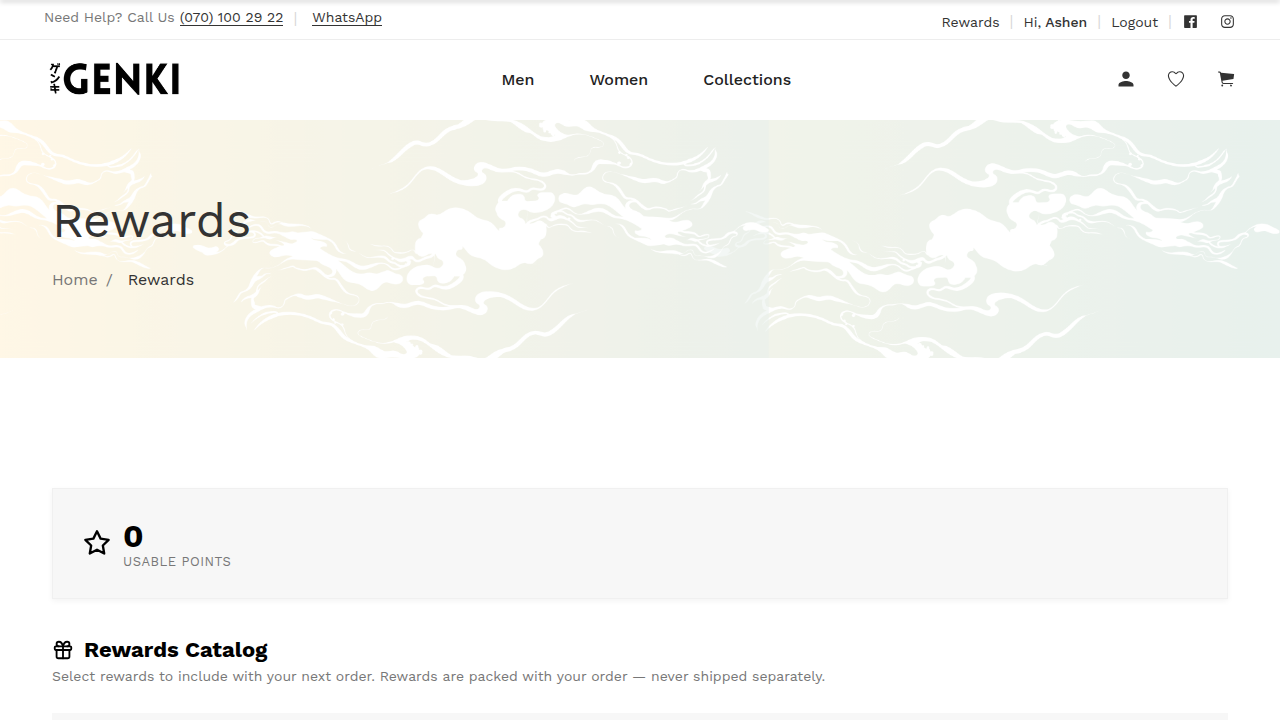 Need Help? Call Us (070) 100 29 22 | WhatsApp
Rewards | Hi, Ashen | Logout |
ゲンキ GENKI
Men Women Collections
Rewards
Home / Rewards
0
USABLE POINTS
Rewards Catalog
Select rewards to include with your next order. Rewards are packed with your order — never shipped separately.